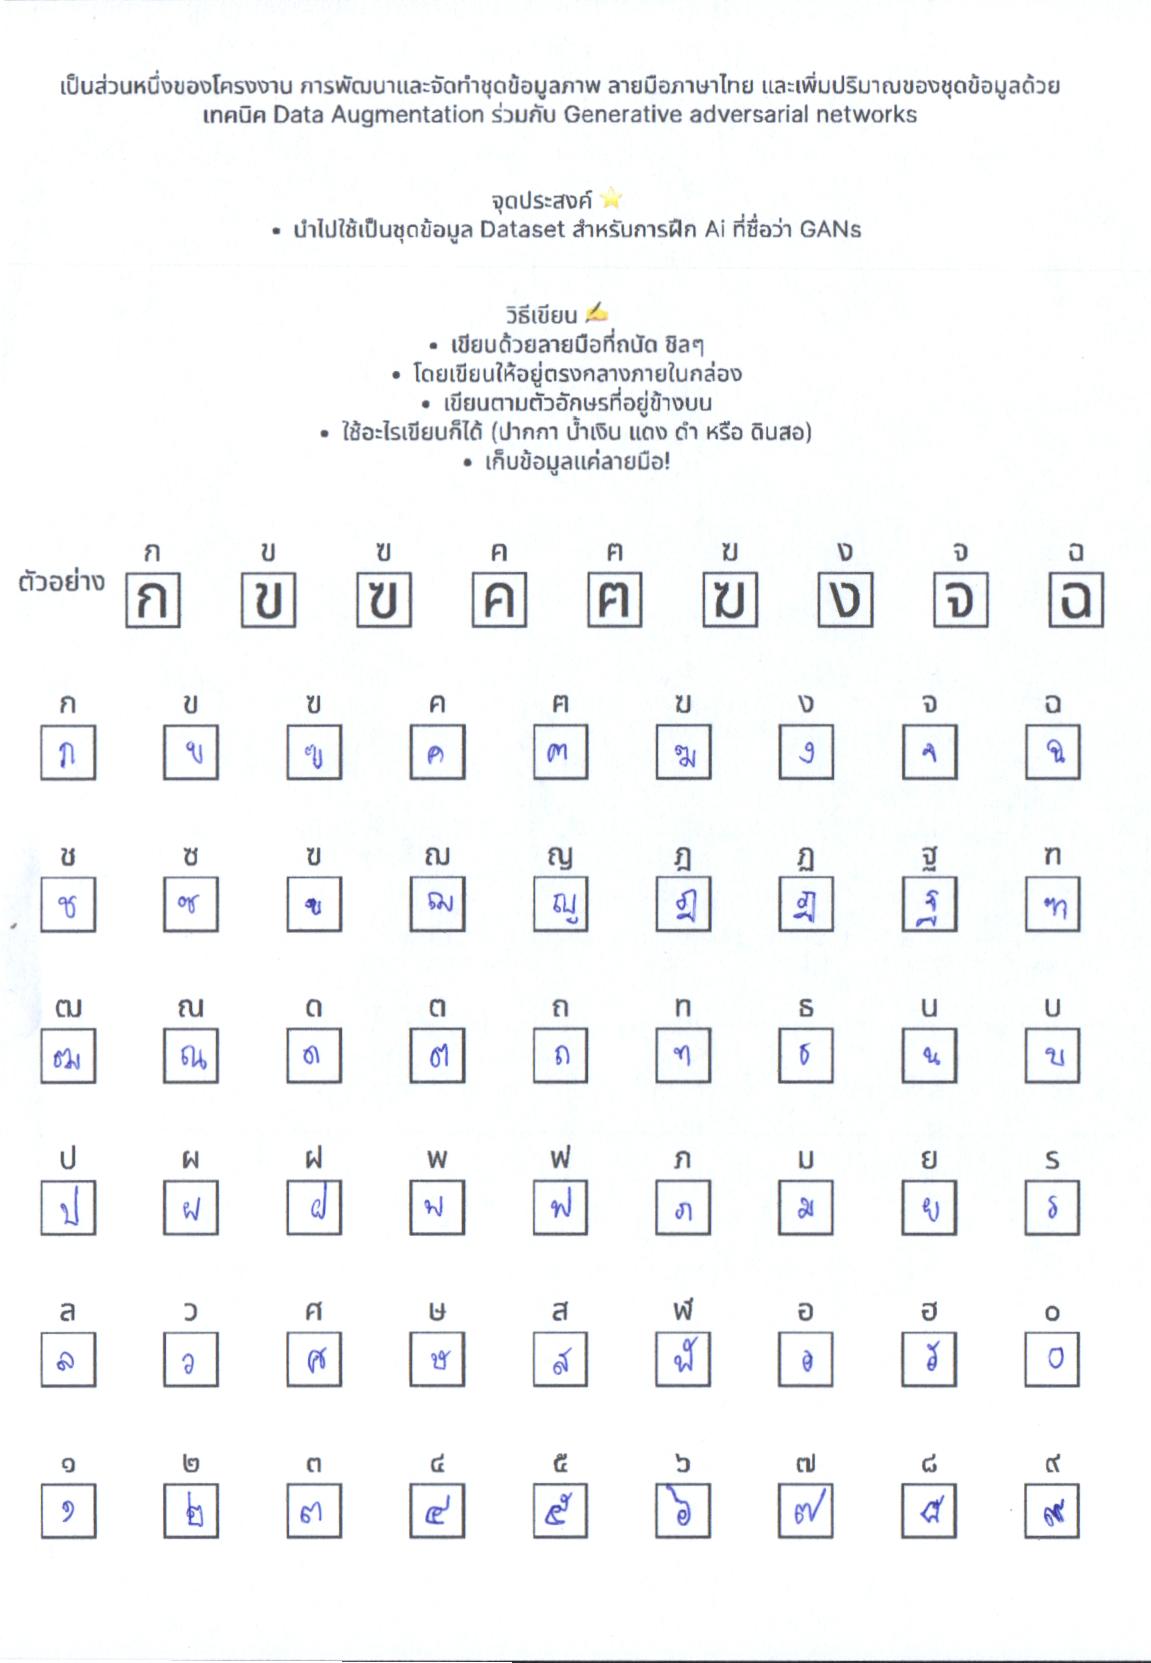 เป็นส่วนหนึ่งของโครงงาน การพัฒนาและจัดทำชุดข้อมูลภาพ ลายมือภาษาไทย และเพิ่มปริมาณของชุดข้อมูลด้วย
เทคนิค Data Augmentation ร่วมกับ Generative adversarial networks
จุดประสงค์ ⭐
• นำไปใช้เป็นชุดข้อมูล Dataset สำหรับการฝึก Ai ที่ชื่อว่า GANs
วิธีเขียน ✍️
• เขียนด้วยลายมือที่ถนัด ชิลๆ
• โดยเขียนให้อยู่ตรงกลางภายในกล่อง
• เขียนตามตัวอักษรที่อยู่ข้างบน
• ใช้อะไรเขียนก็ได้ (ปากกา น้ำเงิน แดง ดำ หรือ ดินสอ)
• เก็บข้อมูลแค่ลายมือ!
ก ข ฃ ค ฅ ฆ ง จ ฉ
ตัวอย่าง ก ข ฃ ค ฅ ฆ ง จ ฉ
ก ข ฃ ค ฅ ฆ ง จ ฉ
ก ข ฃ ค ฅ ฆ ง จ ฉ
ช ซ ฃ ฌ ญ ฎ ฏ ฐ ฑ
ช ซ ข ฌ ญ ฎ ฏ ฐ ฑ
ฒ ณ ด ต ถ ท ธ น บ
ฒ ณ ด ต ถ ท ธ น บ
ป ผ ฝ พ ฟ ภ ม ย ร
ป ฝ ฝ พ ฟ ภ ม ย ร
ล ว ศ ษ ส ฬ อ ฮ ๐
ล ว ศ ษ ส ฬ อ ฮ ๐
๑ ๒ ๓ ๔ ๕ ๖ ๗ ๘ ๙
๑ ๒ ๓ ๔ ๕ ๖ ๗ ๘ ๙